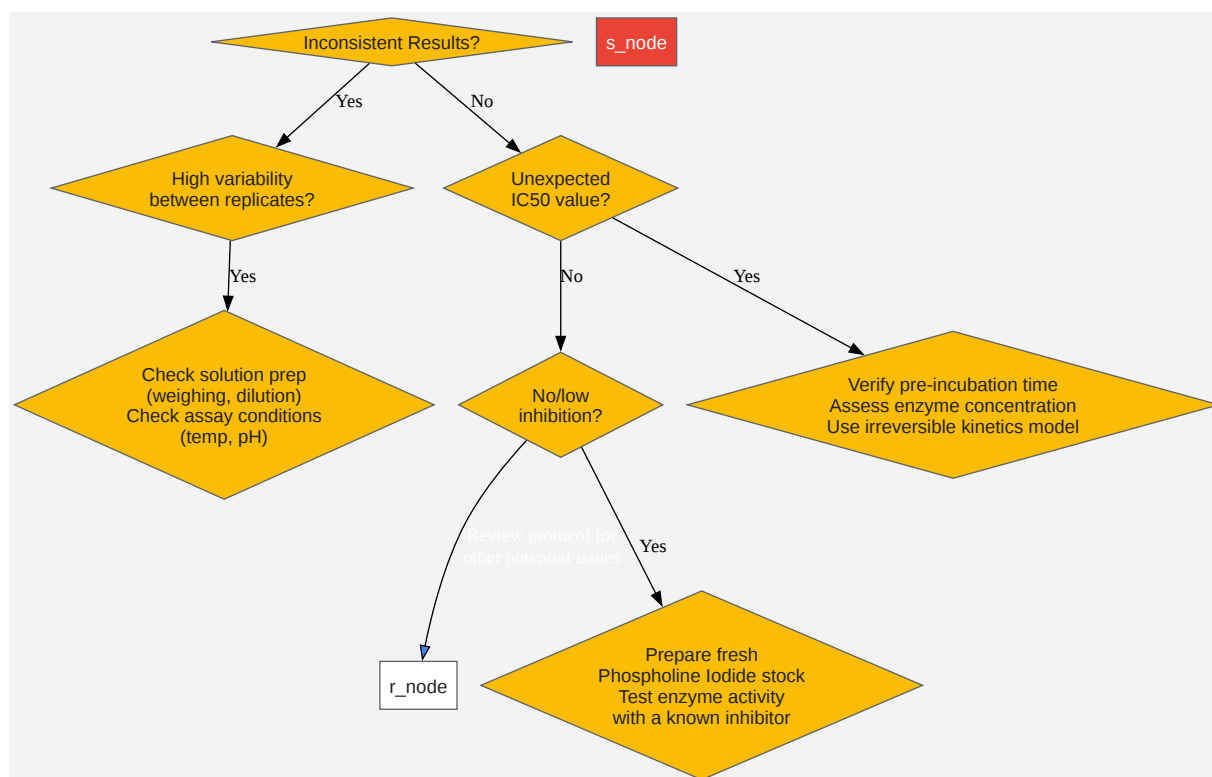 Inconsistent Results?
s_node
Yes
No
High variability
between replicates?
Unexpected
IC50 value?
Yes
No
Yes
Check solution prep
(weighing, dilution)
Check assay conditions
(temp, pH)
No/low
inhibition?
Verify pre-incubation time
Assess enzyme concentration
Use irreversible kinetics model
Review protocol for
other potential issues
Yes
r_node
Prepare fresh
Phospholine Iodide stock
Test enzyme activity
with a known inhibitor